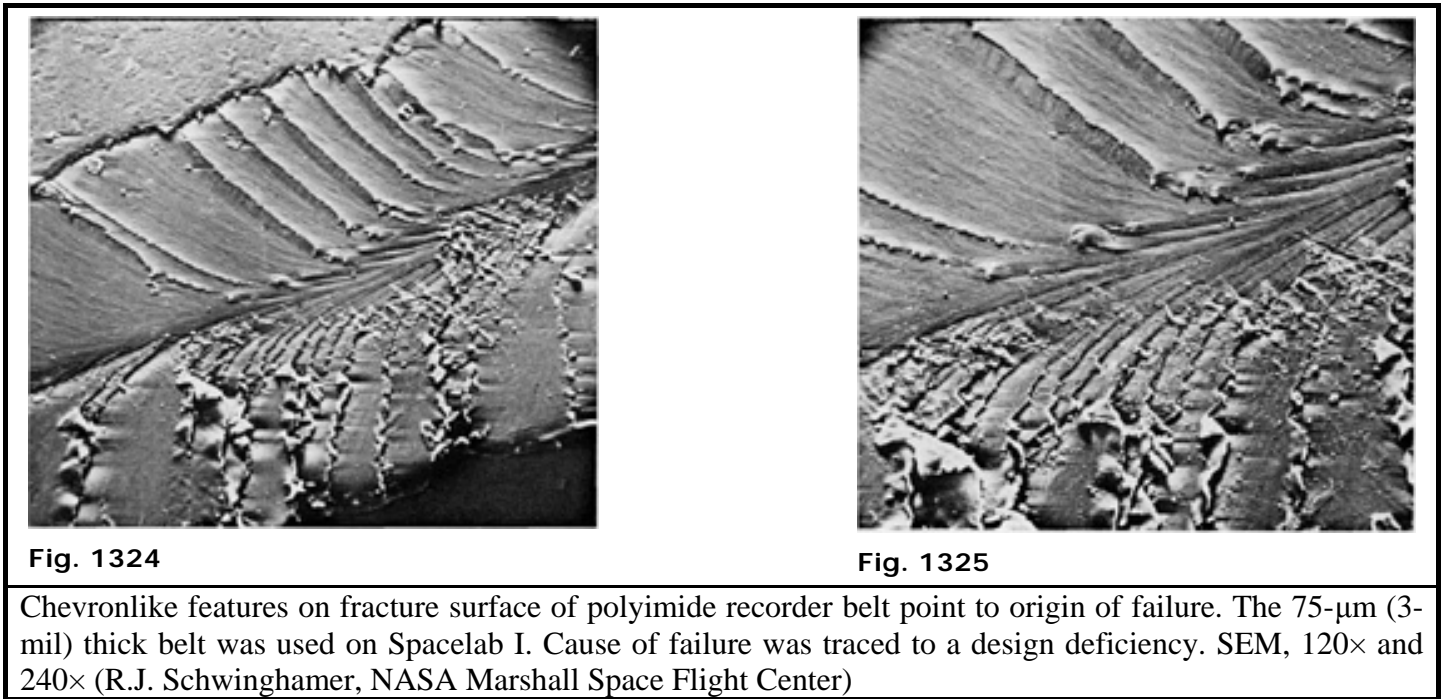 Fig. 1324
Fig. 1325
Chevronlike features on fracture surface of polyimide recorder belt point to origin of failure. The 75-μm (3-
mil) thick belt was used on Spacelab I. Cause of failure was traced to a design deficiency. SEM, 120× and
240× (R.J. Schwinghamer, NASA Marshall Space Flight Center)